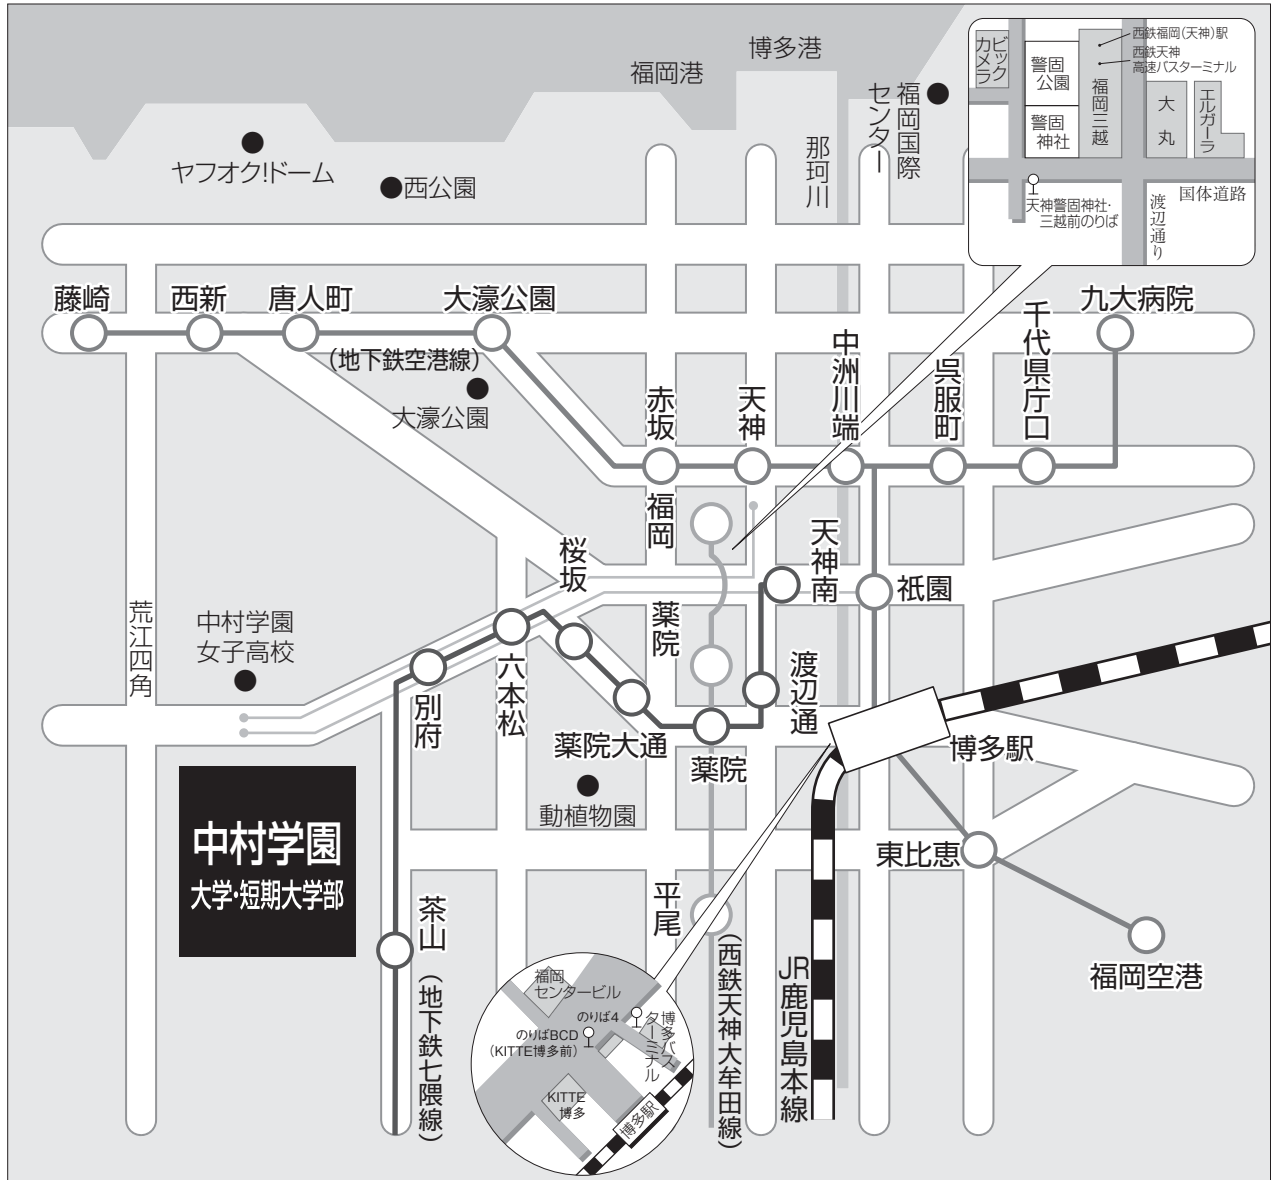 博多港
福岡港
福岡国際
センター
那珂川
ヤフオク!ドーム
西公園
ビック
カメラ
警固
公園
警固
神社
福岡三越
西鉄福岡(天神)駅
西鉄天神
高速バスターミナル
大丸
エルガーラ
国体道路
渡辺通り
天神警固神社・
三越前のりば
藤崎
西新
唐人町
大濠公園
(地下鉄空港線)
大濠公園
赤坂
天神
中洲川端
呉服町
千代県庁口
九大病院
福岡
天神南
祇園
桜坂
薬院
渡辺通
荒江四角
中村学園
女子高校
別府
六本松
薬院大通
薬院
博多駅
動植物園
中村学園
大学・短期大学部
東比恵
福岡空港
茶山
(地下鉄七隈線)
平尾
(西鉄天神大牟田線)
JR鹿児島本線
福岡
センタービル
のりば4
のりばBCD
(KITTE博多前)
博多バス
ターミナル
KITTE
博多
博多駅